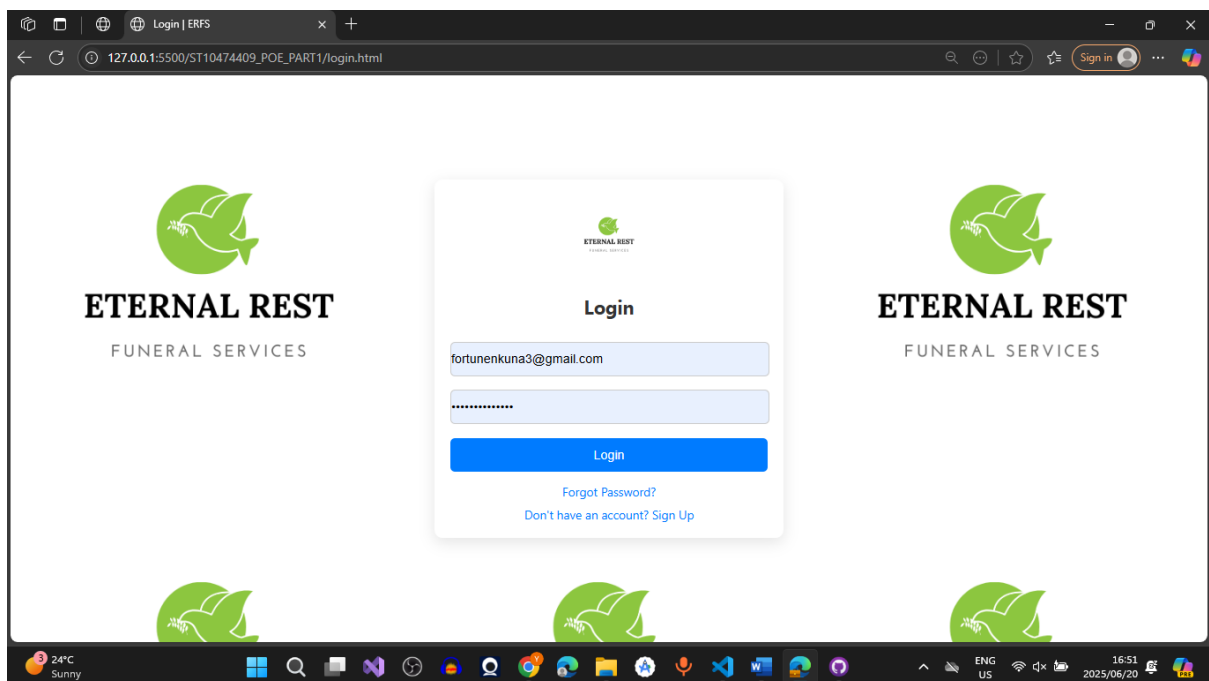 Login | ERFS
127.0.0.1:5500/ST10474409_POE_PART1/login.html
Sign in
ETERNAL REST
FUNERAL SERVICES
ETERNAL REST
FUNERAL SERVICES
Login
fortunenkuna3@gmail.com
••••••••••••••
Login
Forgot Password?
Don't have an account? Sign Up
ETERNAL REST
FUNERAL SERVICES
3
24°C
Sunny
ENG
US
16:51
2025/06/20
PRE